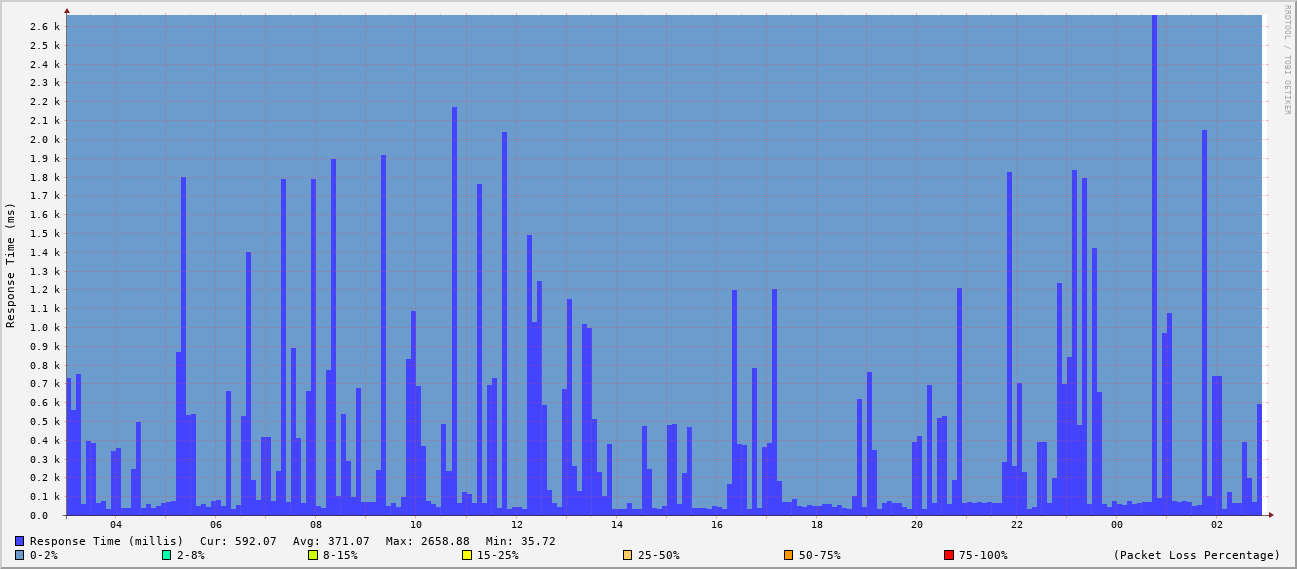 RRDTOOL / TOBI OETIKER
Response Time (ms)
2.6 k
2.5 k
2.4 k
2.3 k
2.2 k
2.1 k
2.0 k
1.9 k
1.8 k
1.7 k
1.6 k
1.5 k
1.4 k
1.3 k
1.2 k
1.1 k
1.0 k
0.9 k
0.8 k
0.7 k
0.6 k
0.5 k
0.4 k
0.3 k
0.2 k
0.1 k
0.0
04 06 08 10 12 14 16 18 20 22 00 02
Response Time (millis) Cur: 592.07 Avg: 371.07 Max: 2658.88 Min: 35.72
0-2% 2-8% 8-15% 15-25% 25-50% 50-75% 75-100% (Packet Loss Percentage)